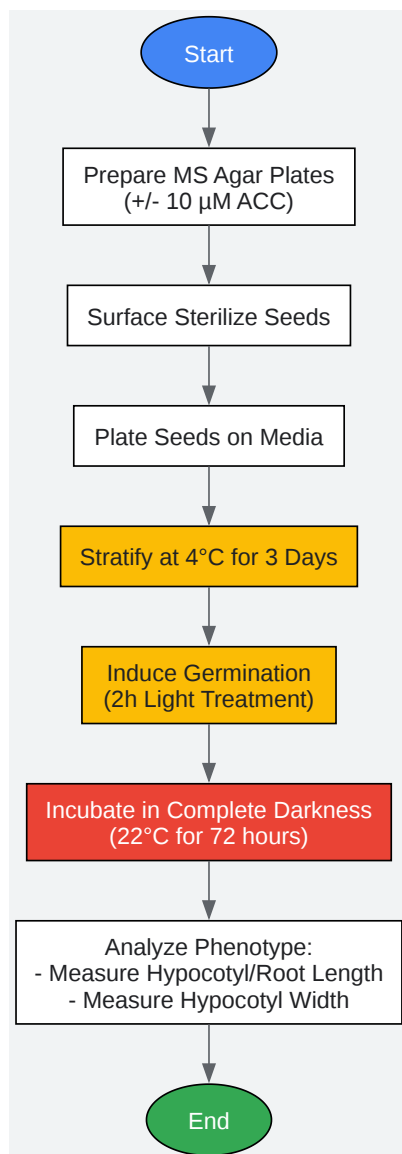 Start
Prepare MS Agar Plates
(+/- 10 µM ACC)
Surface Sterilize Seeds
Plate Seeds on Media
Stratify at 4°C for 3 Days
Induce Germination
(2h Light Treatment)
Incubate in Complete Darkness
(22°C for 72 hours)
Analyze Phenotype:
- Measure Hypocotyl/Root Length
- Measure Hypocotyl Width
End